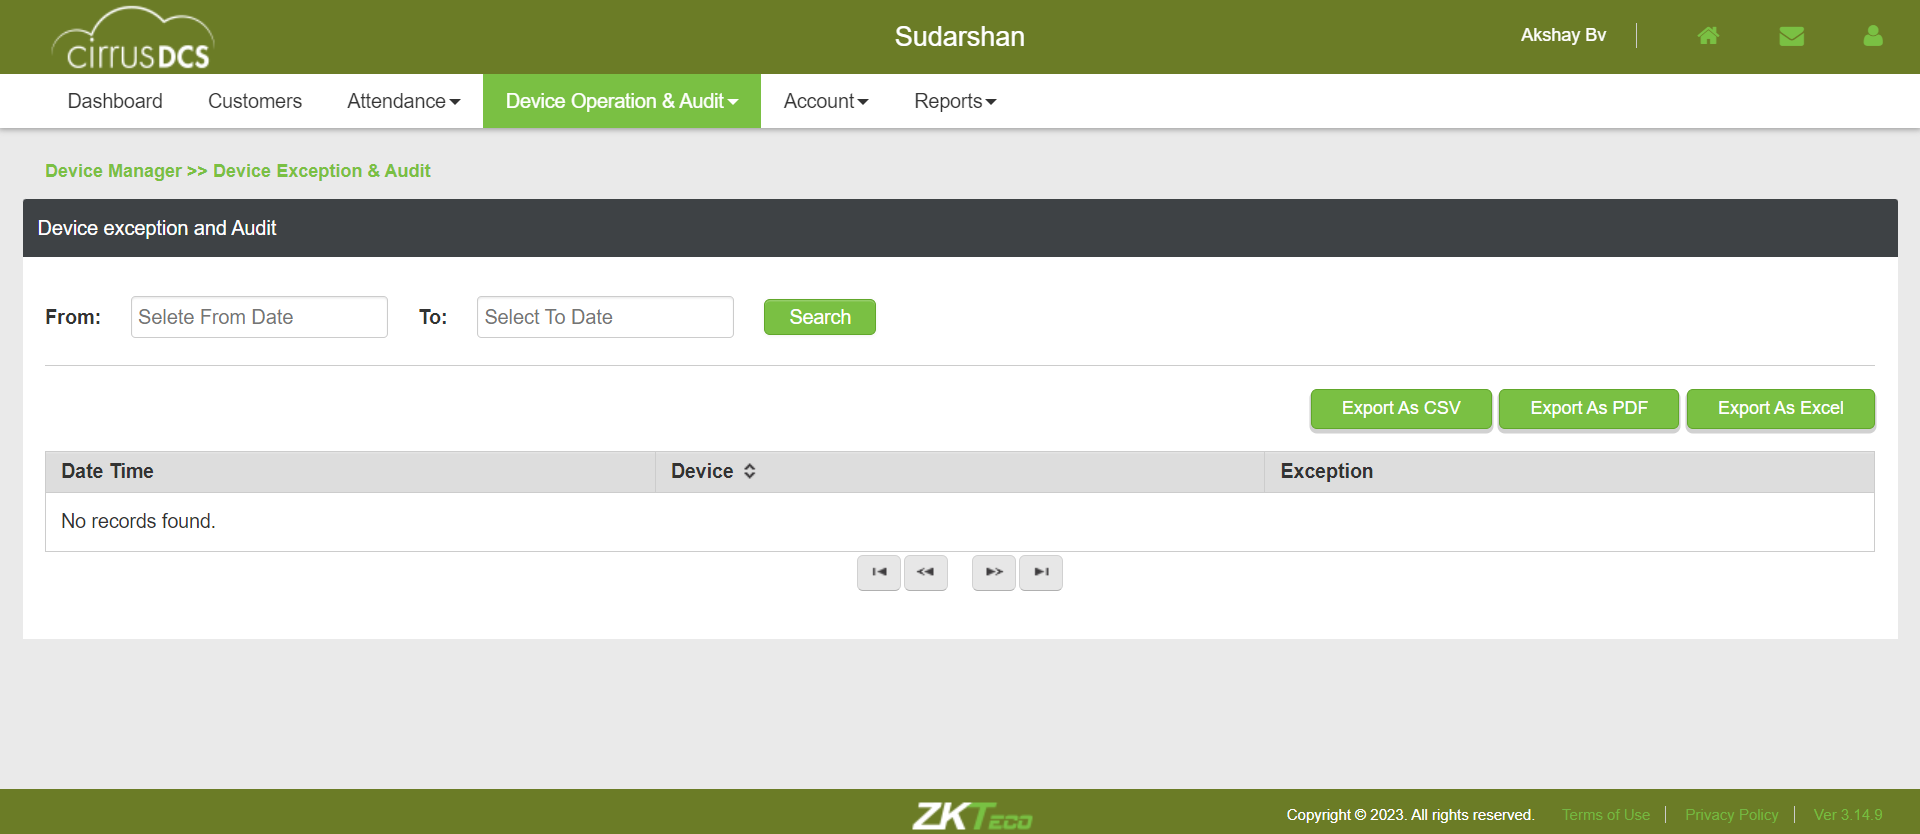 cirrusDCS
Sudarshan
Akshay Bv
Dashboard Customers Attendance Device Operation & Audit Account Reports
Device Manager >> Device Exception & Audit
Device exception and Audit
From: Selete From Date To: Select To Date Search
Export As CSV Export As PDF Export As Excel
Date Time Device Exception
No records found.
ZKTeco
Copyright © 2023. All rights reserved. Terms of Use Privacy Policy Ver 3.14.9